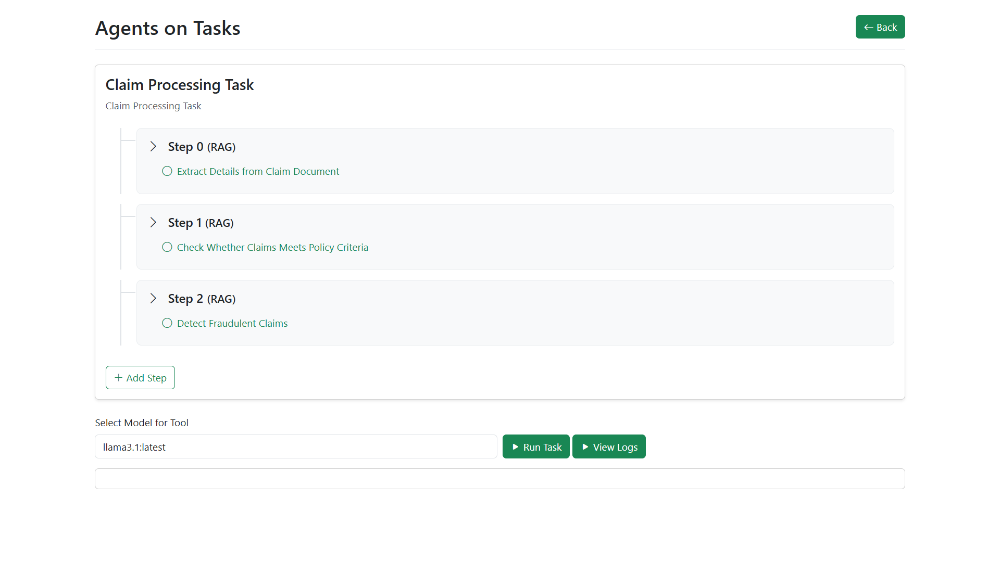 Agents on Tasks
← Back
Claim Processing Task
Claim Processing Task
Step 0 (RAG)
Extract Details from Claim Document
Step 1 (RAG)
Check Whether Claims Meets Policy Criteria
Step 2 (RAG)
Detect Fraudulent Claims
+ Add Step
Select Model for Tool
llama3.1:latest
Run Task
View Logs